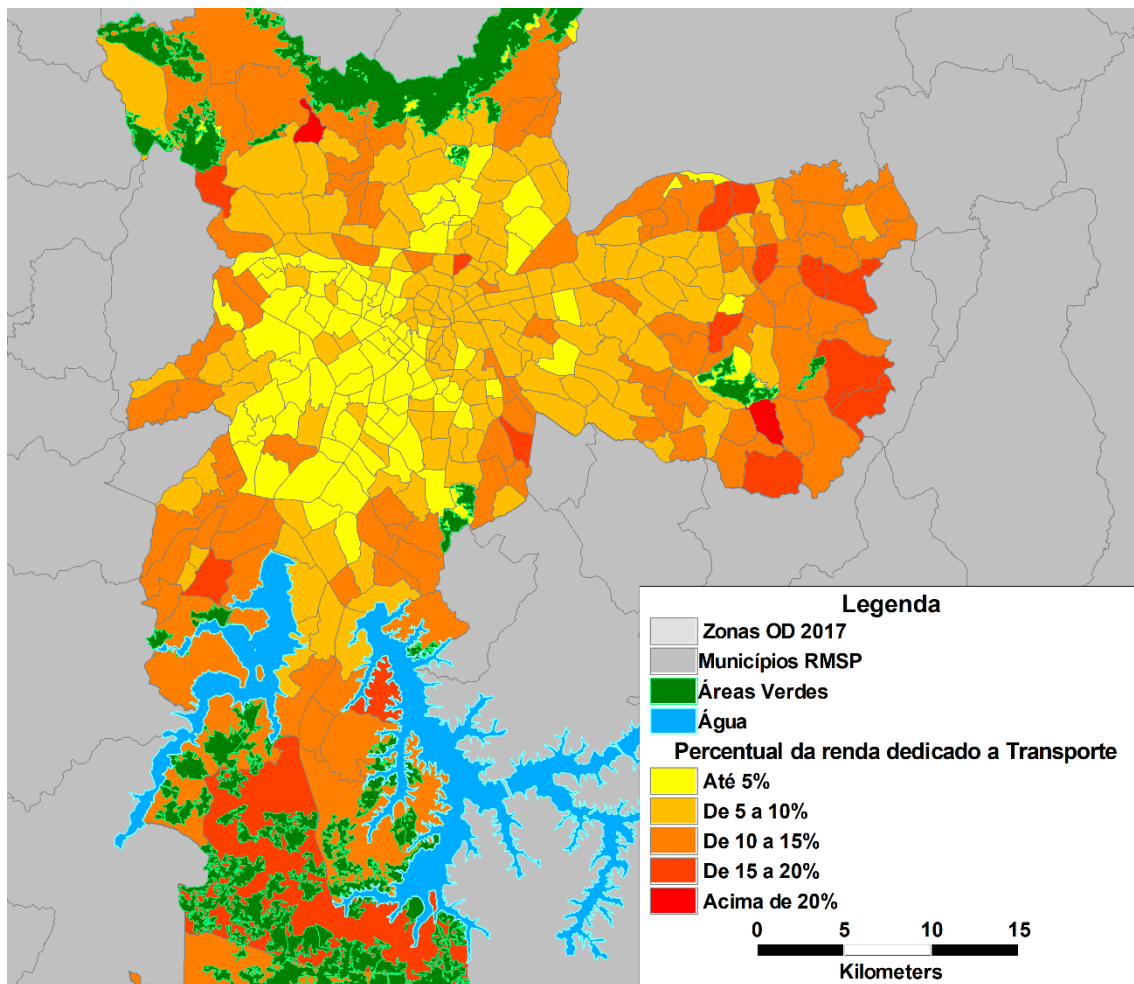 Legenda
Zonas OD 2017
Municípios RMSP
Áreas Verdes
Água
Percentual da renda dedicado a Transporte
Até 5%
De 5 a 10%
De 10 a 15%
De 15 a 20%
Acima de 20%
0 5 10 15
Kilometers